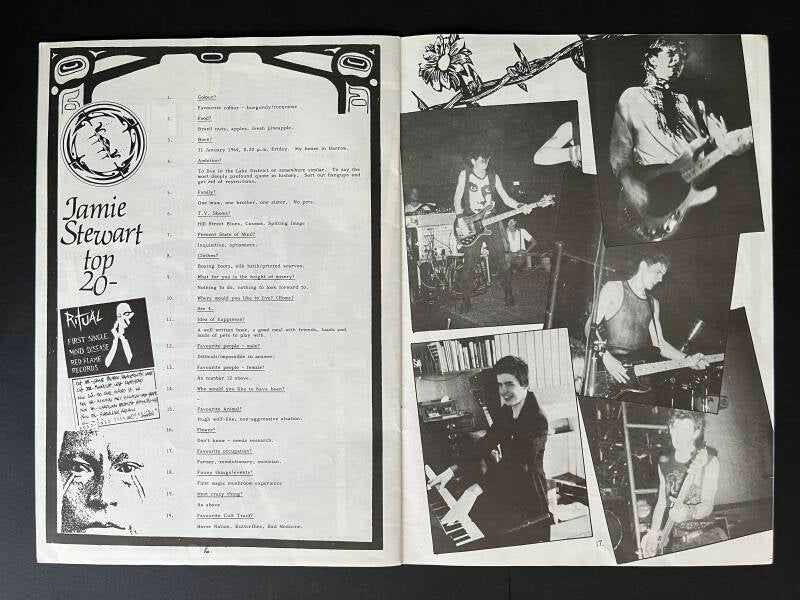 Jamie
Stewart
top
20-
RITUAL
FIRST SINGLE
MIND DISEASE
RED FLAME
RECORDS
1. Colour?
Favourite colour - burgundy/turquoise
2. Food?
Brazil nuts, apples, fresh pineapple.
3. Born?
31 January 1964, 8.50 p.m. Friday. My house in Harrow.
4. Ambition?
To live in the Lake District or somewhere similar. To say the
most deeply profound quote in history. Sort out hangups and
get rid of restrictions.
5. Family?
One mum, one brother, one sister. No pets.
6. T.V. Shows?
Hill Street Blues, Cosmos, Spitting Image
7. Present State of Mind?
Inquisitive, optimistic.
8. Clothes?
Boxing boots, silk batik/printed scarves.
9. What for you is the height of misery?
Nothing to do, nothing to look forward to.
10. Where would you like to live? (Home)
See 4.
11. Idea of happiness?
A well written book, a good meal with friends, loads and
loads of pets to play with.
12. Favourite people - male?
Difficult/impossible to answer.
13. Favourite people - female?
As number 12 above.
14. Who would you like to have been?
15. Favourite Animal?
Hugh wolf-like, non-aggressive alsation.
16. Flower?
Don't know - needs research.
17. Favourite occupation?
Farmer, revolutionary, musician.
18. Funny things/events?
First magic mushroom experience
19. Most crazy thing?
As above
Favourite Cult Track?
Horse Nation, Butterflies, Bad Medicine.
16.
17.